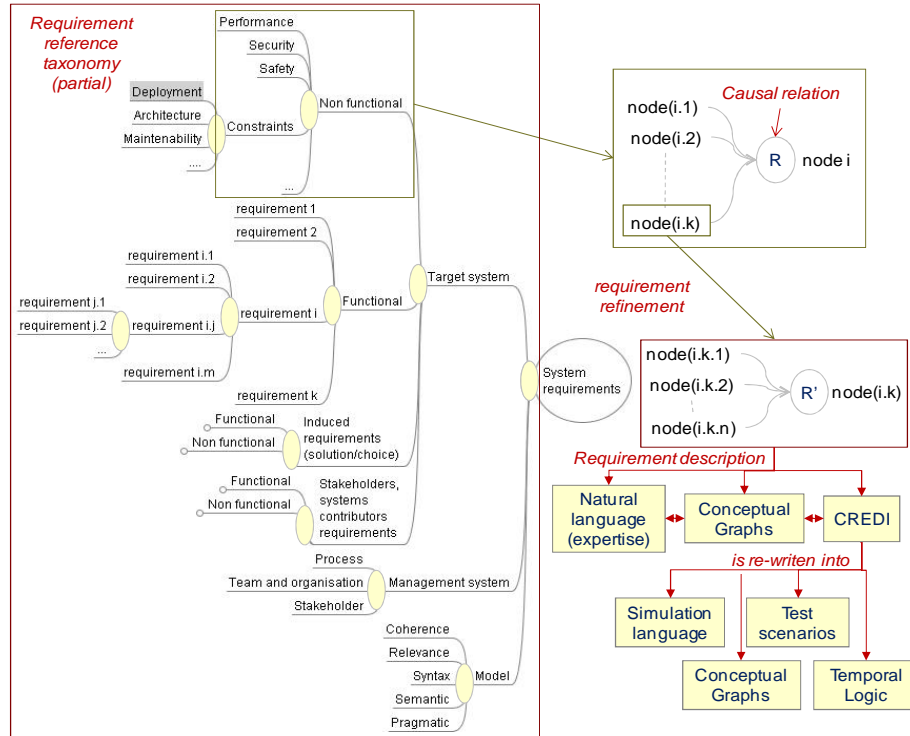 Requirement
reference
taxonomy
(partial)
Performance
Security
Safety
Non functional
Deployment
Architecture
Maintenability
....
Constraints
...
requirement 1
requirement 2
requirement i.1
requirement i.2
requirement j.1
requirement j.2
...
requirement i.j
requirement i
Functional
requirement i.m
requirement k
Target system
Functional
Non functional
Induced
requirements
(solution/choice)
Functional
Non functional
Stakeholders,
systems
contributors
requirements
Process
Team and organisation
Stakeholder
Management system
Coherence
Relevance
Syntax
Semantic
Pragmatic
Model
System
requirements
node(i.1)
node(i.2)
node(i.k)
Causal relation
R
node i
requirement
refinement
node(i.k.1)
node(i.k.2)
node(i.k.n)
R'
node(i.k)
Requirement description
Natural
language
(expertise)
Conceptual
Graphs
CREDI
is re-writen into
Simulation
language
Test
scenarios
Conceptual
Graphs
Temporal
Logic